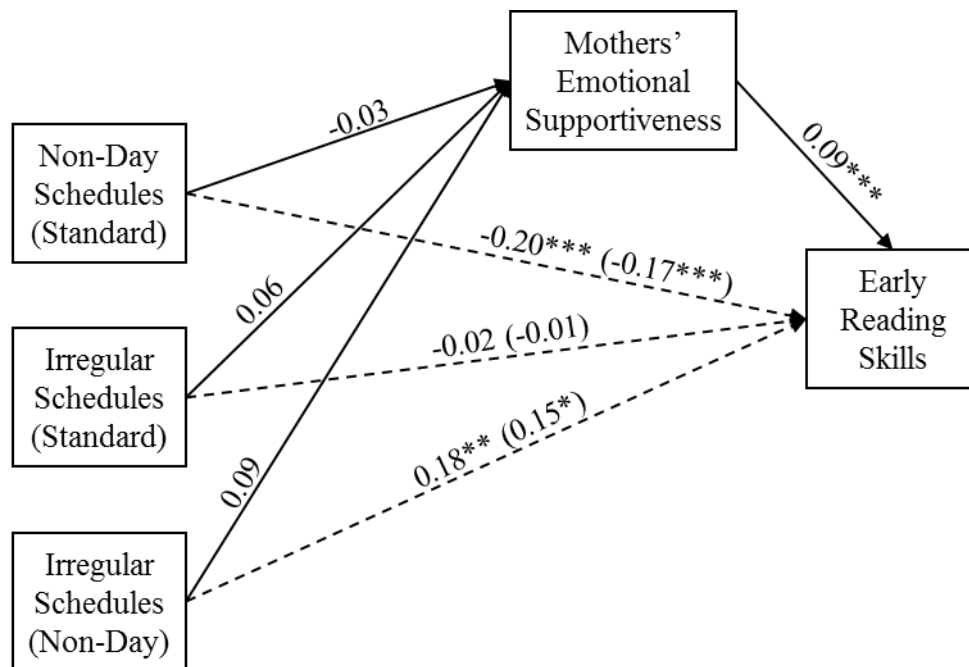 Mothers’
Emotional
Supportiveness
-0.03
0.09***
Non-Day
Schedules
(Standard)
-0.20*** (-0.17***)
Early
Reading
Skills
0.06
-0.02 (-0.01)
Irregular
Schedules
(Standard)
0.18** (0.15*)
0.09
Irregular
Schedules
(Non-Day)